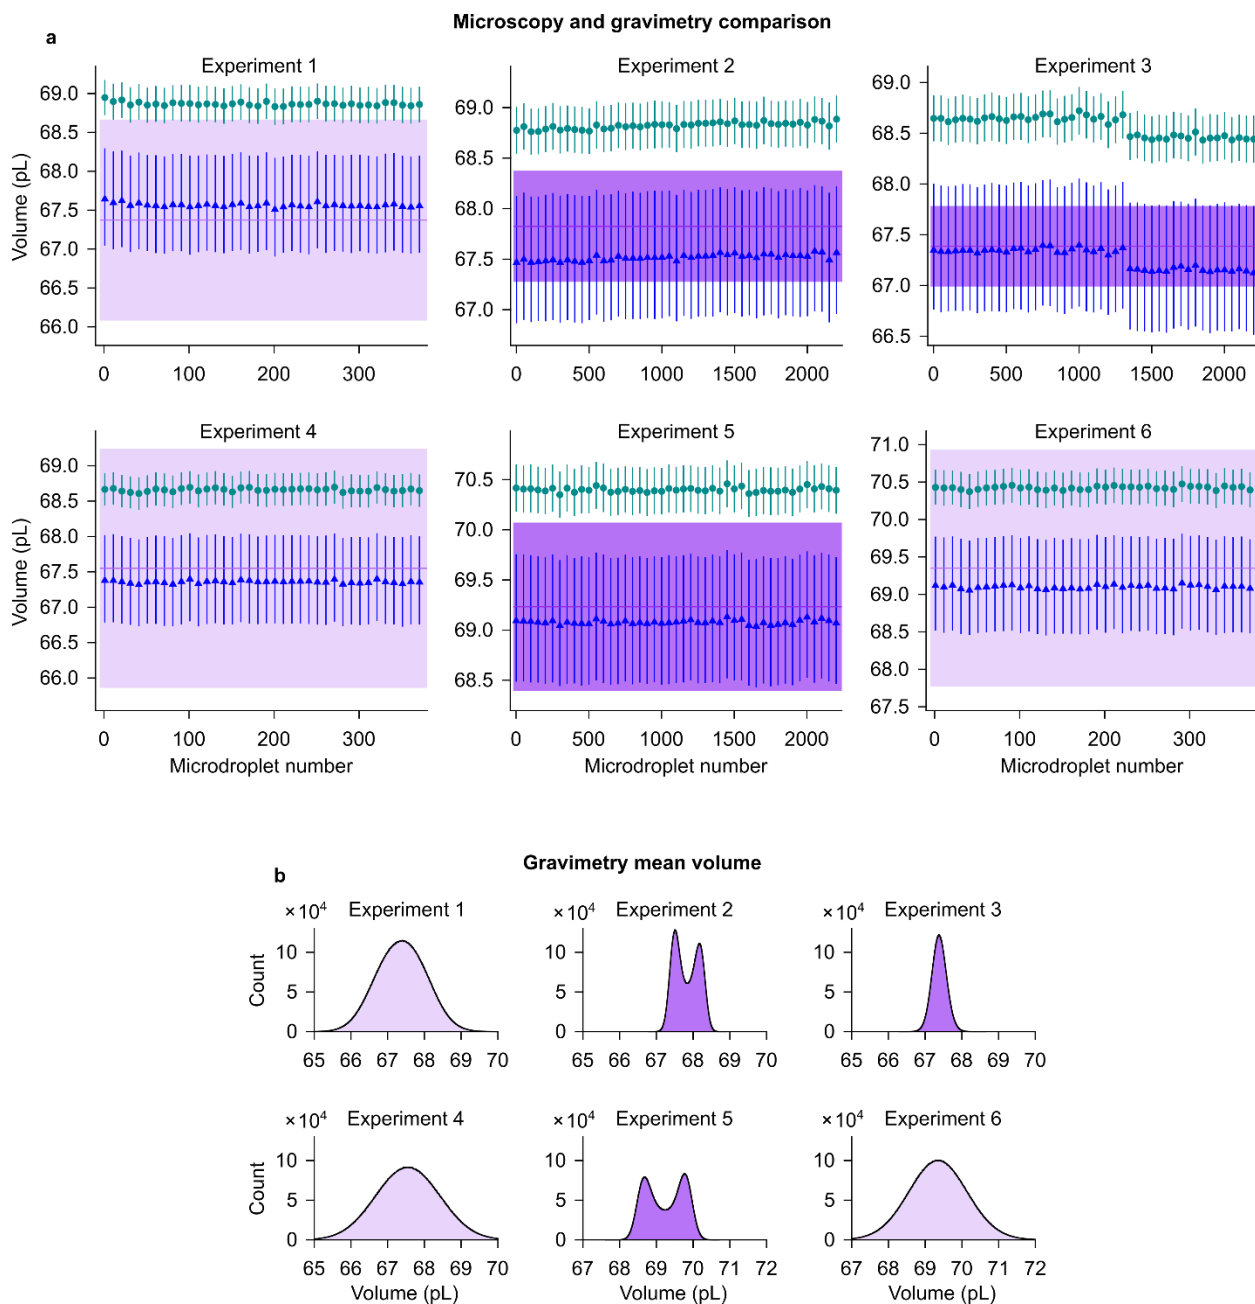 Microscopy and gravimetry comparison
a
Experiment 1
Experiment 2
Experiment 3
Volume (pL)
69.0
68.5
68.0
67.5
67.0
66.5
66.0
0 100 200 300
69.0
68.5
68.0
67.5
67.0
0 500 1000 1500 2000
69.0
68.5
68.0
67.5
67.0
66.5
0 500 1000 1500 2000
Experiment 4
Experiment 5
Experiment 6
Volume (pL)
69.0
68.5
68.0
67.5
67.0
66.5
66.0
0 100 200 300
Microdroplet number
70.5
70.0
69.5
69.0
68.5
0 500 1000 1500 2000
Microdroplet number
71.0
70.5
70.0
69.5
69.0
68.5
68.0
67.5
0 100 200 300
Microdroplet number
Gravimetry mean volume
b
× 10⁴ Experiment 1
Count
10
5
0
65 66 67 68 69 70
× 10⁴ Experiment 2
10
5
0
65 66 67 68 69 70
× 10⁴ Experiment 3
10
5
0
65 66 67 68 69 70
× 10⁴ Experiment 4
Count
10
5
0
65 66 67 68 69 70
Volume (pL)
× 10⁴ Experiment 5
10
5
0
67 68 69 70 71 72
Volume (pL)
× 10⁴ Experiment 6
10
5
0
67 68 69 70 71 72
Volume (pL)